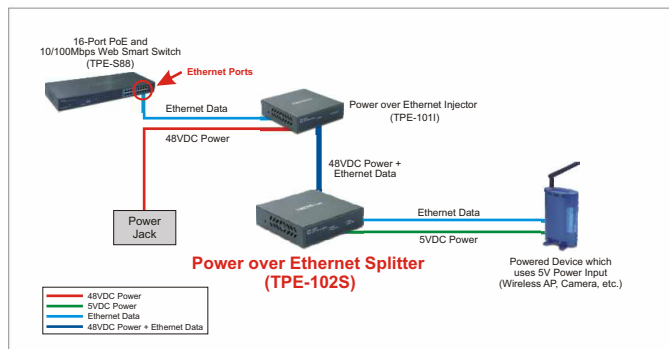 16-Port PoE and
10/100Mbps Web Smart Switch
(TPE-S88)
Ethernet Ports
Ethernet Data
48VDC Power
Power over Ethernet Injector
(TPE-101I)
48VDC Power +
Ethernet Data
Power
Jack
Ethernet Data
5VDC Power
Power over Ethernet Splitter
(TPE-102S)
Powered Device which
uses 5V Power Input
(Wireless AP, Camera, etc.)
48VDC Power
5VDC Power
Ethernet Data
48VDC Power + Ethernet Data